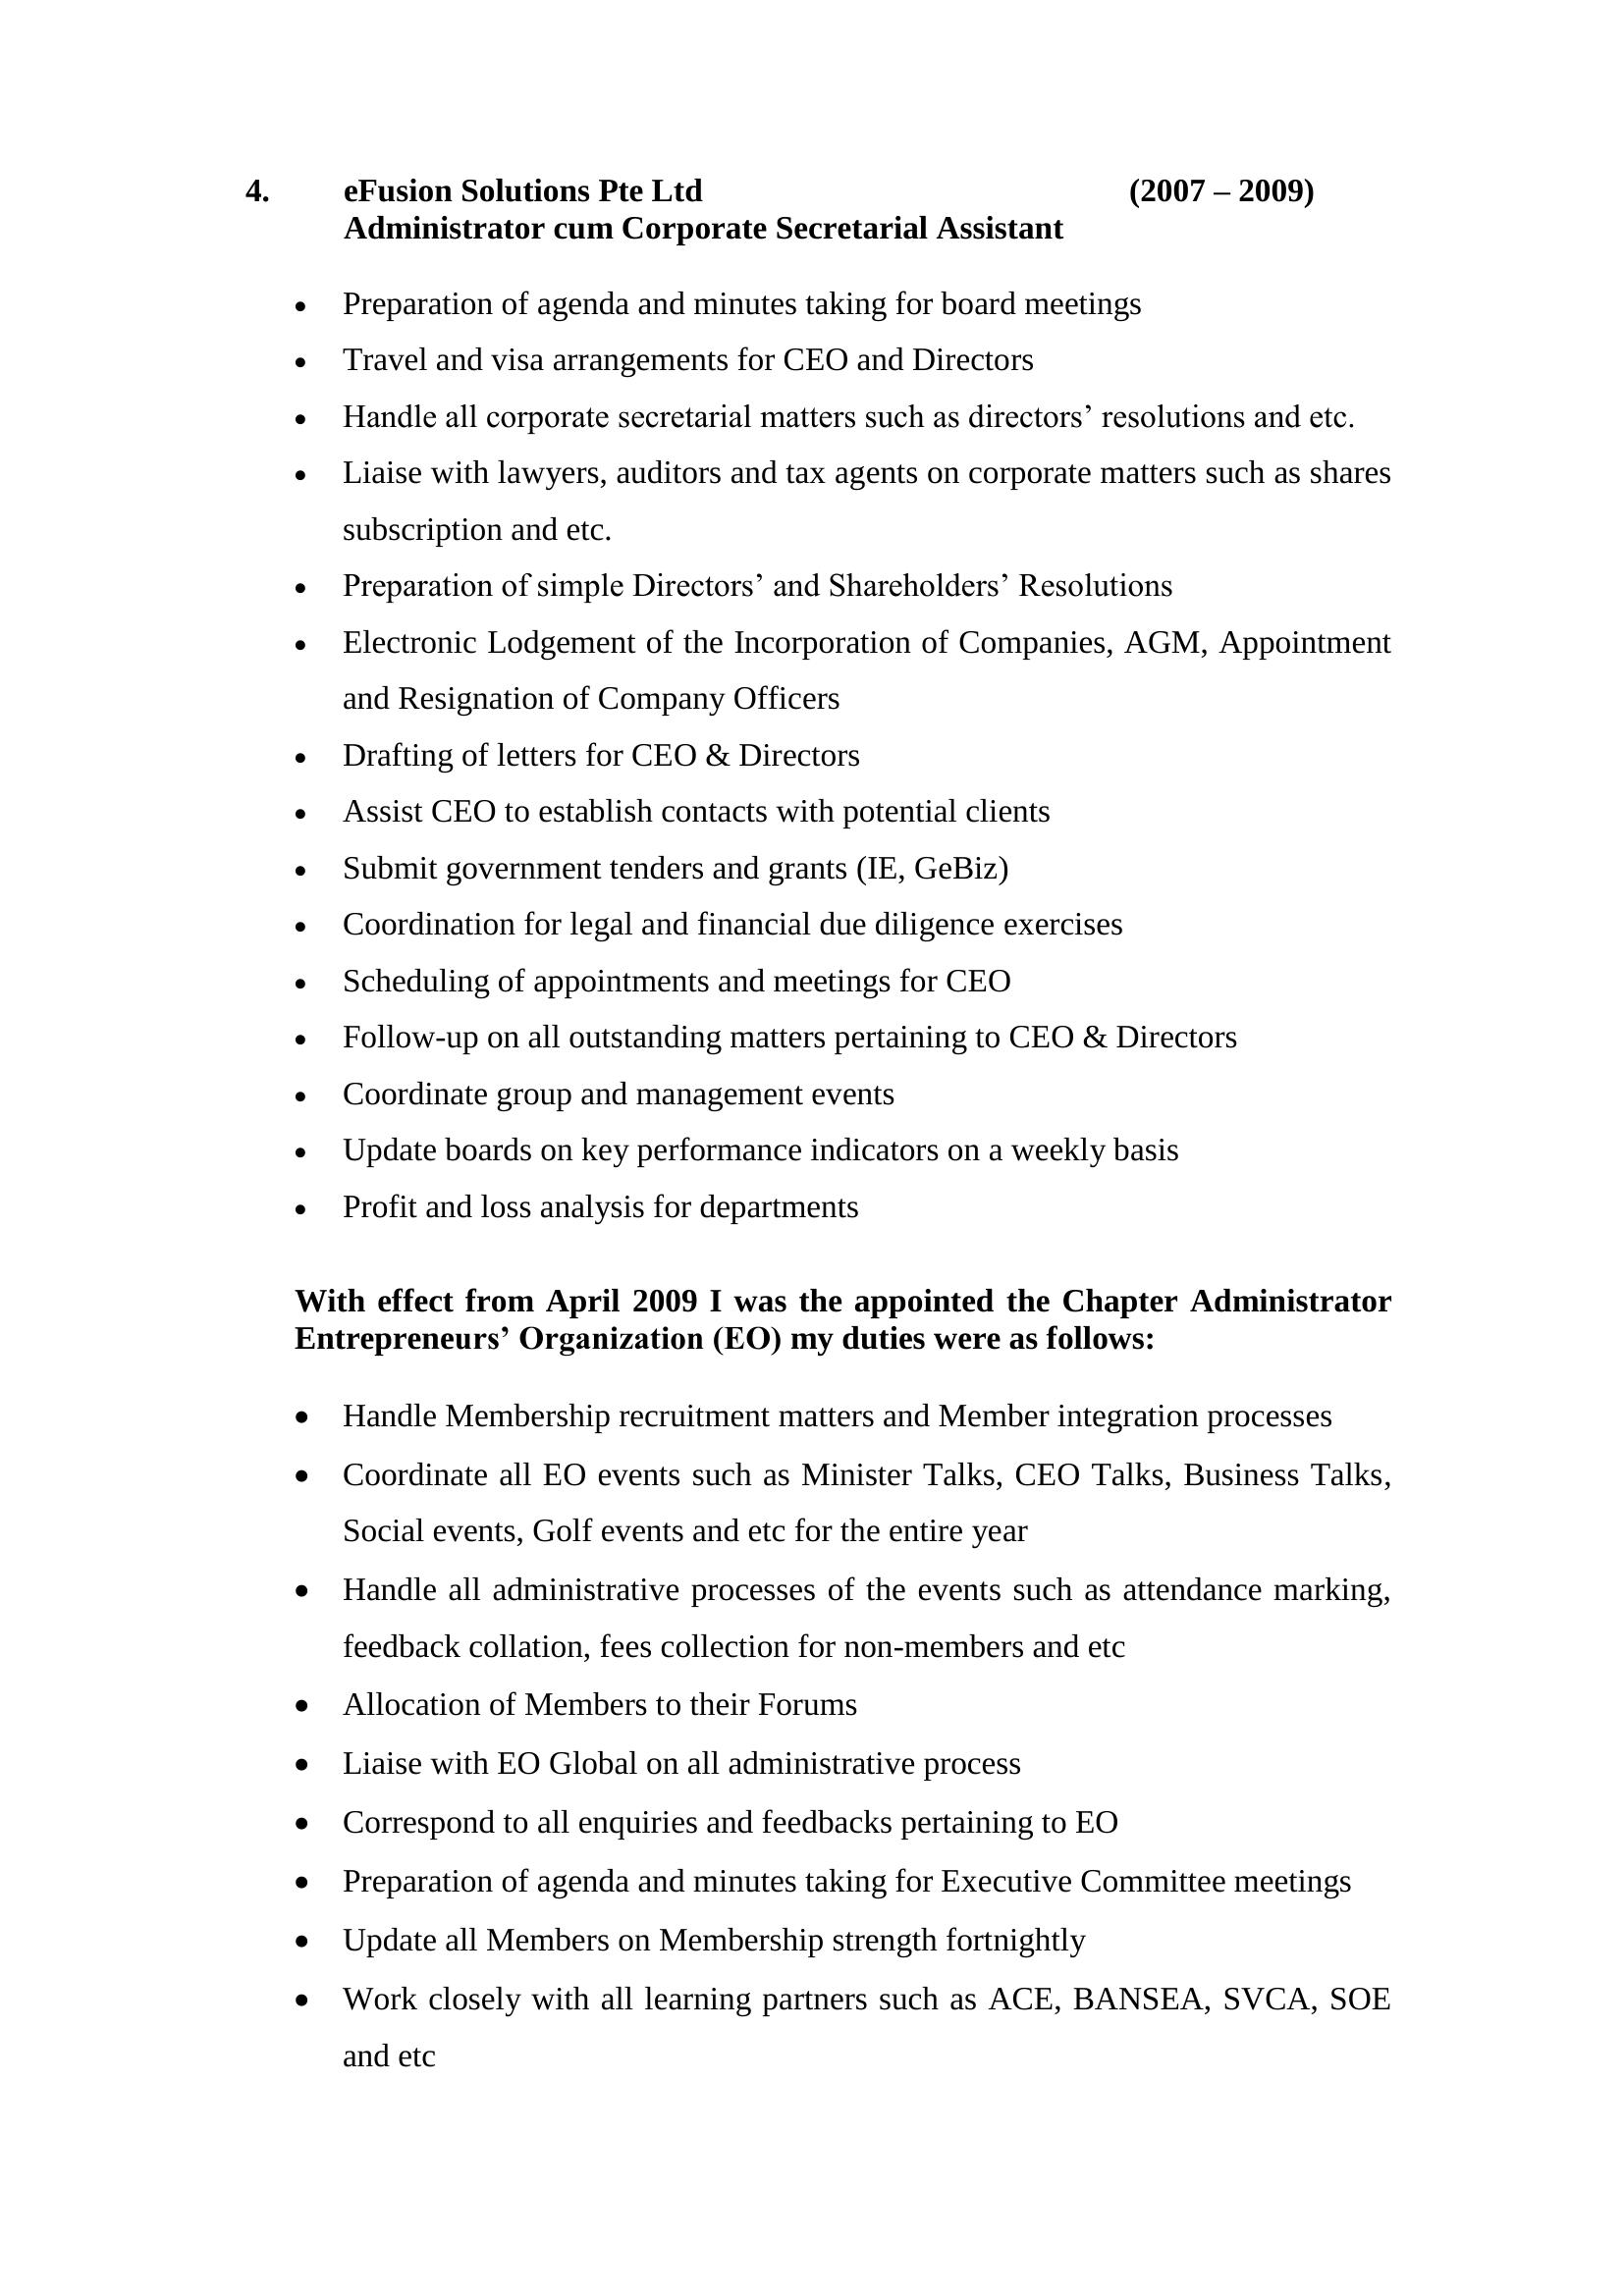 4. eFusion Solutions Pte Ltd (2007 – 2009)
Administrator cum Corporate Secretarial Assistant
• Preparation of agenda and minutes taking for board meetings
• Travel and visa arrangements for CEO and Directors
• Handle all corporate secretarial matters such as directors’ resolutions and etc.
• Liaise with lawyers, auditors and tax agents on corporate matters such as shares
subscription and etc.
• Preparation of simple Directors’ and Shareholders’ Resolutions
• Electronic Lodgement of the Incorporation of Companies, AGM, Appointment
and Resignation of Company Officers
• Drafting of letters for CEO & Directors
• Assist CEO to establish contacts with potential clients
• Submit government tenders and grants (IE, GeBiz)
• Coordination for legal and financial due diligence exercises
• Scheduling of appointments and meetings for CEO
• Follow-up on all outstanding matters pertaining to CEO & Directors
• Coordinate group and management events
• Update boards on key performance indicators on a weekly basis
• Profit and loss analysis for departments
With effect from April 2009 I was the appointed the Chapter Administrator
Entrepreneurs’ Organization (EO) my duties were as follows:
• Handle Membership recruitment matters and Member integration processes
• Coordinate all EO events such as Minister Talks, CEO Talks, Business Talks,
Social events, Golf events and etc for the entire year
• Handle all administrative processes of the events such as attendance marking,
feedback collation, fees collection for non-members and etc
• Allocation of Members to their Forums
• Liaise with EO Global on all administrative process
• Correspond to all enquiries and feedbacks pertaining to EO
• Preparation of agenda and minutes taking for Executive Committee meetings
• Update all Members on Membership strength fortnightly
• Work closely with all learning partners such as ACE, BANSEA, SVCA, SOE
and etc